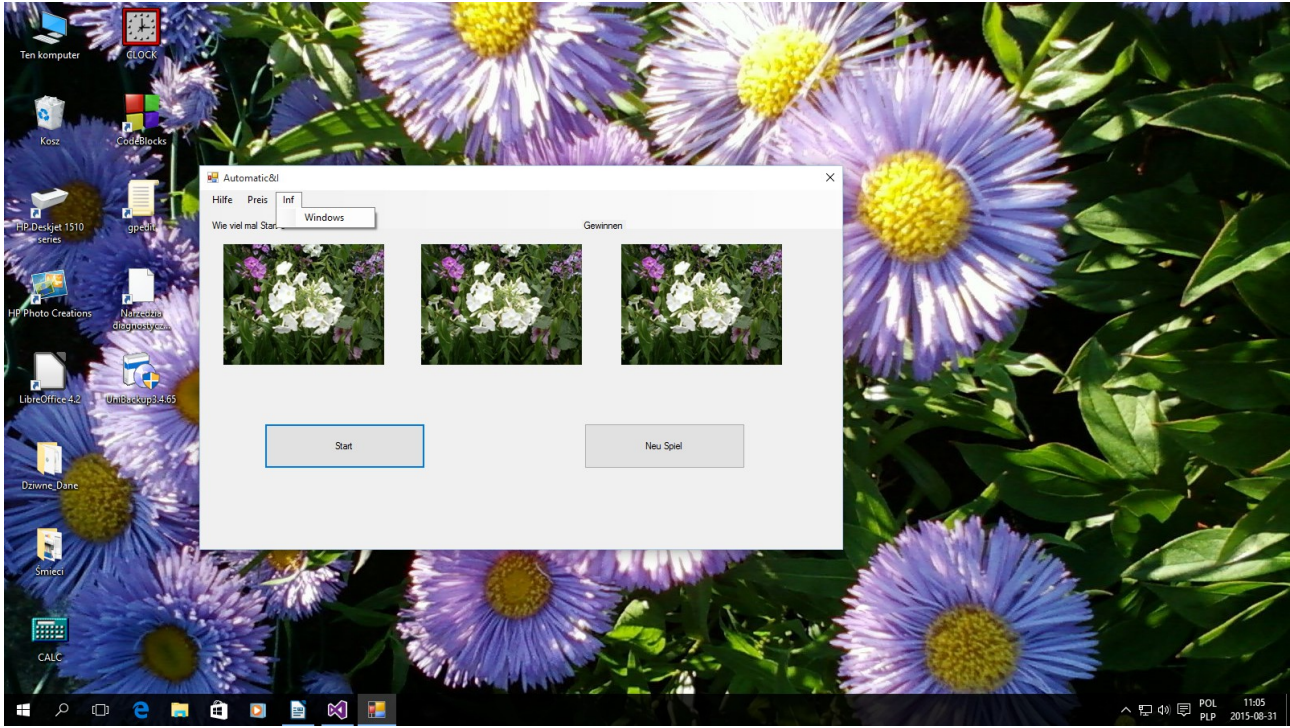 Ten komputer
CLOCK
Kosz
CodeBlocks
HP Deskjet 1510
series
gpedit
HP Photo Creations
Narzędzia
diagnostycz...
LibreOffice 4.2
UniBackup3.4.65
Dziwne_Dane
Śmieci
CALC
Automatic&l
Hilfe Preis Inf
Windows
Wie viel mal Start
Gewinnen
Start
Neu Spiel
POL
PLP
11:05
2015-08-31